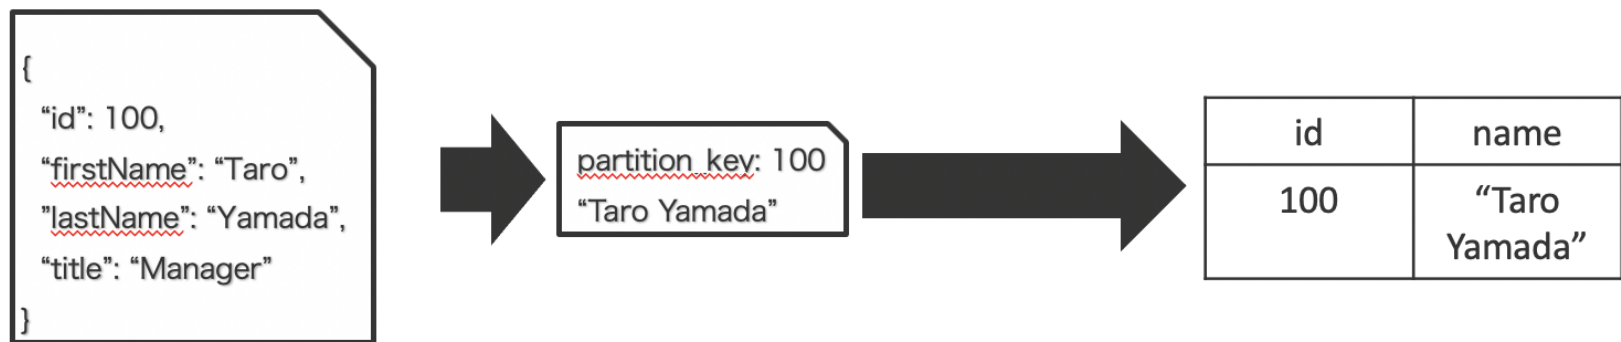 {
“id”: 100,
“firstName”: “Taro”,
”lastName”: “Yamada”,
“title”: “Manager”
}
partition_key: 100
“Taro Yamada”
id name
100 “Taro
Yamada”